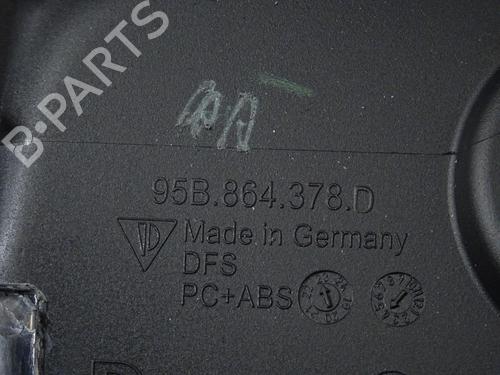 B-PARTS
95B.864.378.D
Made in Germany
DFS
PC+ABS